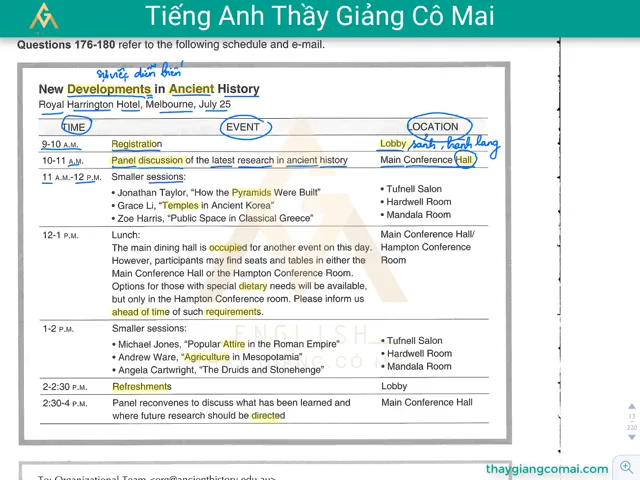 Tiếng Anh Thầy Giảng Cô Mai
Questions 176-180 refer to the following schedule and e-mail.
sự việc diễn biến
New Developments in Ancient History
Royal Harrington Hotel, Melbourne, July 25
TIME EVENT LOCATION
9-10 A.M. Registration Lobby sảnh, hành lang
10-11 A.M. Panel discussion of the latest research in ancient history Main Conference Hall
11 A.M.-12 P.M. Smaller sessions:
• Jonathan Taylor, "How the Pyramids Were Built" • Tufnell Salon
• Grace Li, "Temples in Ancient Korea" • Hardwell Room
• Zoe Harris, "Public Space in Classical Greece" • Mandala Room
12-1 P.M. Lunch: Main Conference Hall/
The main dining hall is occupied for another event on this day. Hampton Conference
However, participants may find seats and tables in either the Room
Main Conference Hall or the Hampton Conference Room.
Options for those with special dietary needs will be available,
but only in the Hampton Conference room. Please inform us
ahead of time of such requirements.
ENGLISH
1-2 P.M. Smaller sessions:
• Michael Jones, "Popular Attire in the Roman Empire" • Tufnell Salon
• Andrew Ware, "Agriculture in Mesopotamia" • Hardwell Room
• Angela Cartwright, "The Druids and Stonehenge" • Mandala Room
2-2:30 P.M. Refreshments Lobby
2:30-4 P.M. Panel reconvenes to discuss what has been learned and Main Conference Hall
where future research should be directed
13
220
thaygiangcomai.com
To: Organizational Team <org@ancienthistory.edu.au>